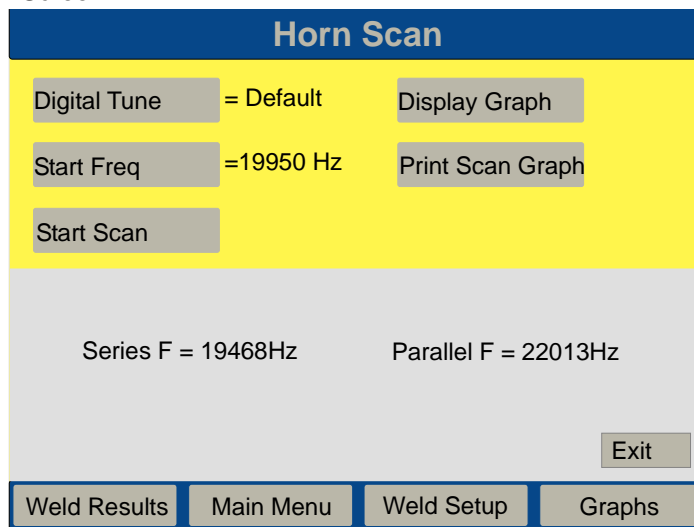 Horn Scan
Digital Tune = Default Display Graph
Start Freq =19950 Hz Print Scan Graph
Start Scan
Series F = 19468Hz Parallel F = 22013Hz
Exit
Weld Results Main Menu Weld Setup Graphs